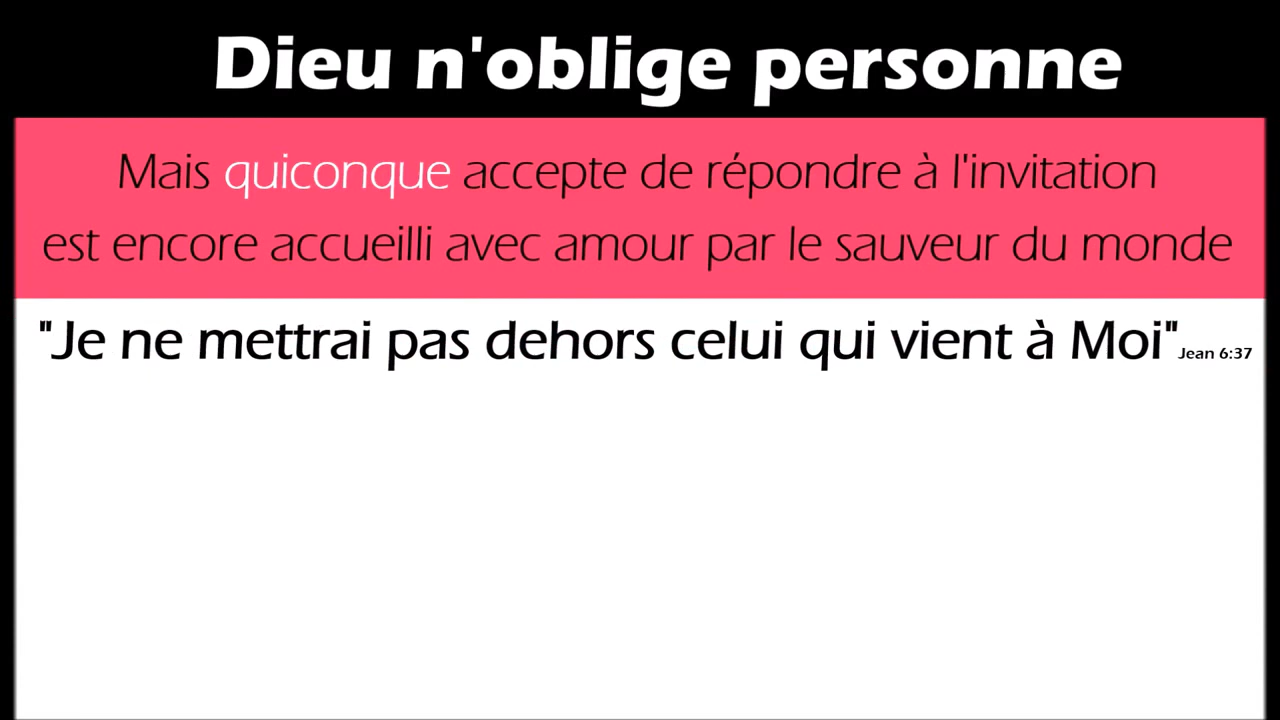 Dieu n'oblige personne
Mais quiconque accepte de répondre à l'invitation
est encore accueilli avec amour par le sauveur du monde
"Je ne mettrai pas dehors celui qui vient à Moi" Jean 6:37